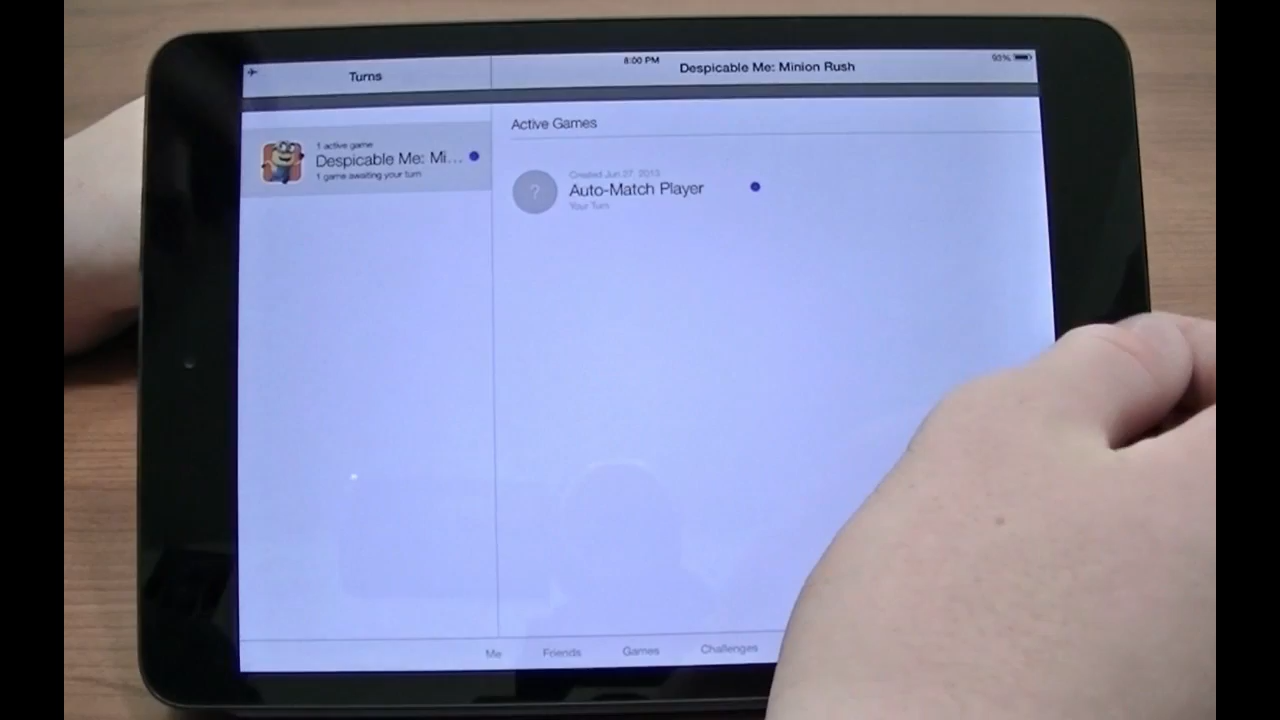 8:00 PM
93%
Turns
Despicable Me: Minion Rush
1 active game
Despicable Me: Mi...
1 game awaiting your turn
Active Games
Created Jun 27, 2013
?
Auto-Match Player
Your Turn
Me
Friends
Games
Challenges